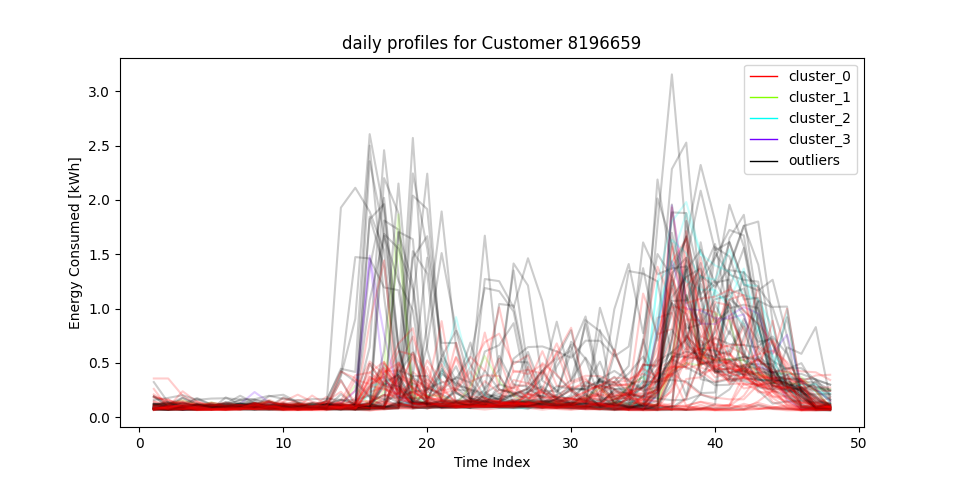 daily profiles for Customer 8196659
cluster_0
cluster_1
cluster_2
cluster_3
outliers
Energy Consumed [kWh]
3.0
2.5
2.0
1.5
1.0
0.5
0.0
0 10 20 30 40 50
Time Index